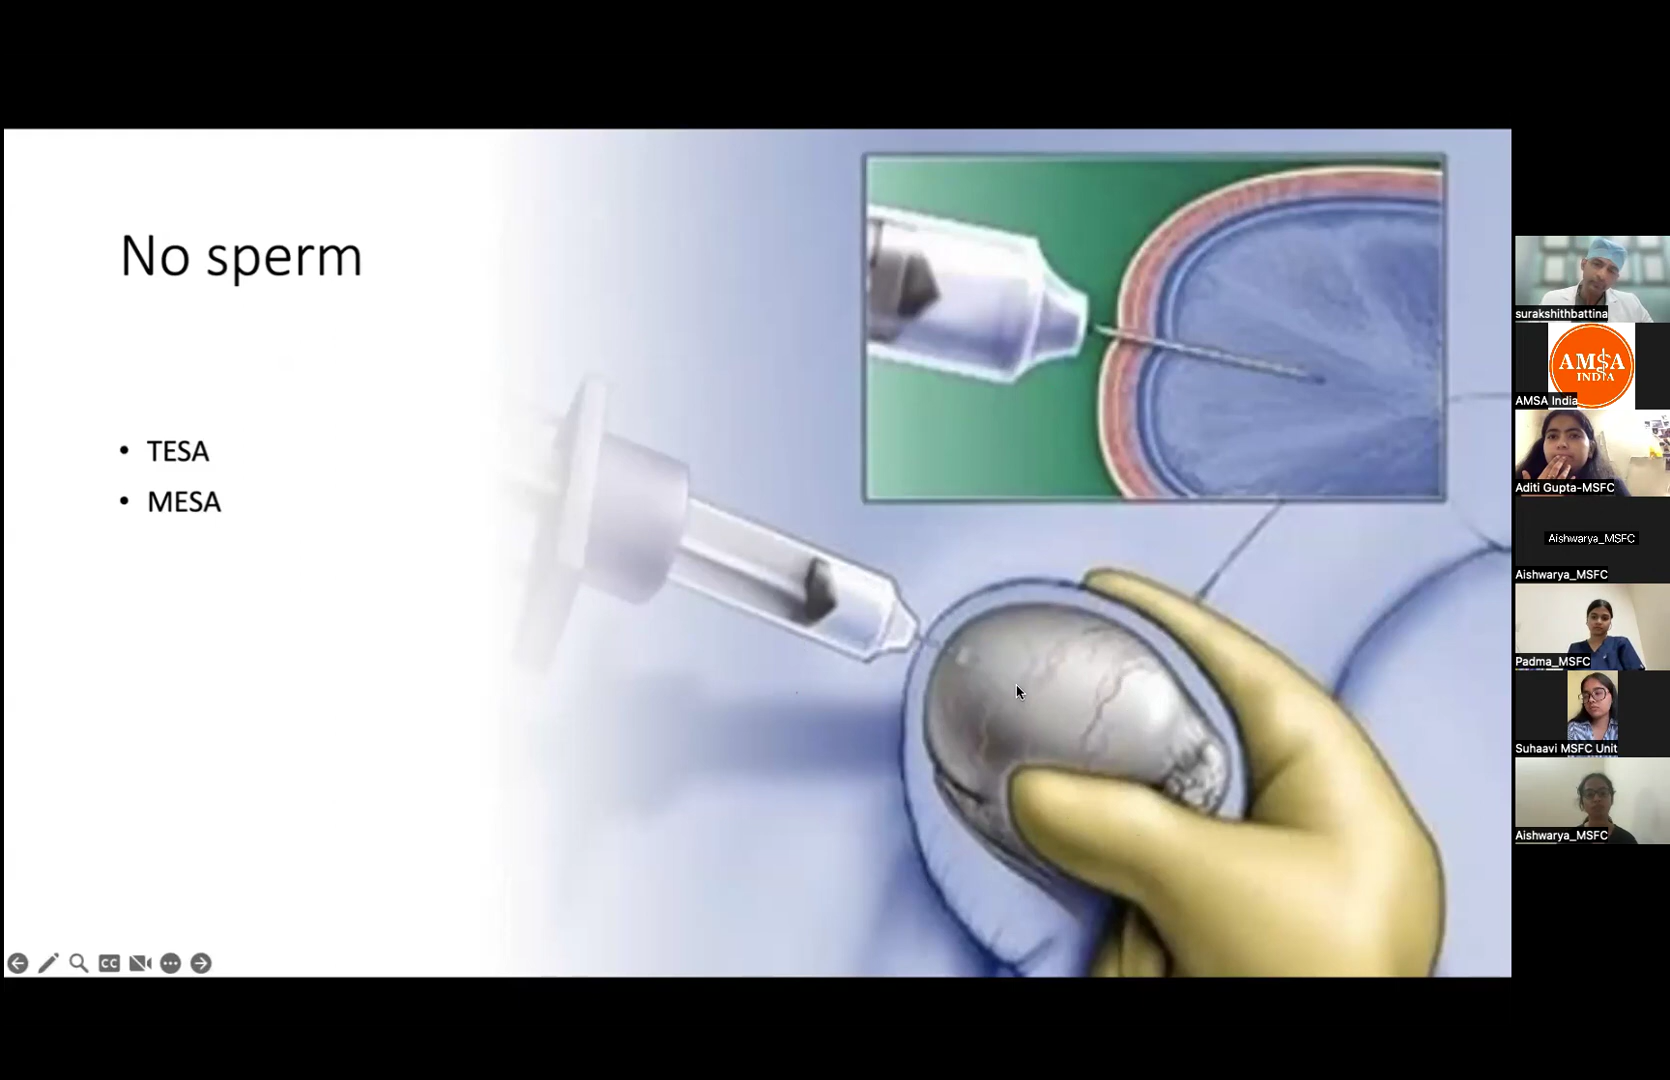 No sperm
• TESA
• MESA
CC
surakshithbattina
AMSA
INDIA
AMSA India
Aditi Gupta-MSFC
Aishwarya_MSFC
Aishwarya_MSFC
Padma_MSFC
Suhaavi MSFC Unit
Aishwarya_MSFC